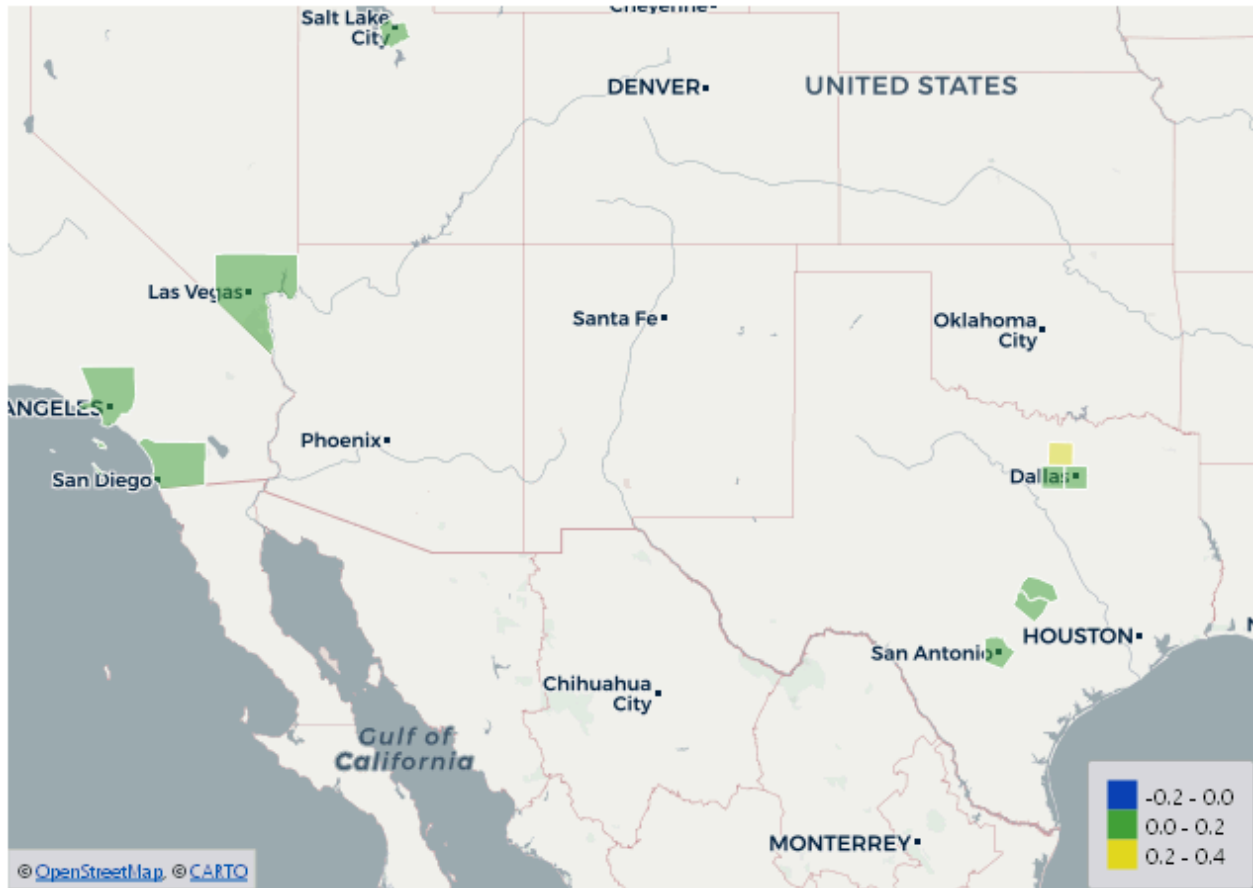 Cheyenne
Salt Lake
City
DENVER
UNITED STATES
Las Vegas
Santa Fe
Oklahoma
City
ANGELES
Phoenix
San Diego
Dallas
HOUSTON
San Antonio
Chihuahua
City
Gulf of
California
MONTERREY
-0.2 - 0.0
0.0 - 0.2
0.2 - 0.4
© OpenStreetMap, © CARTO